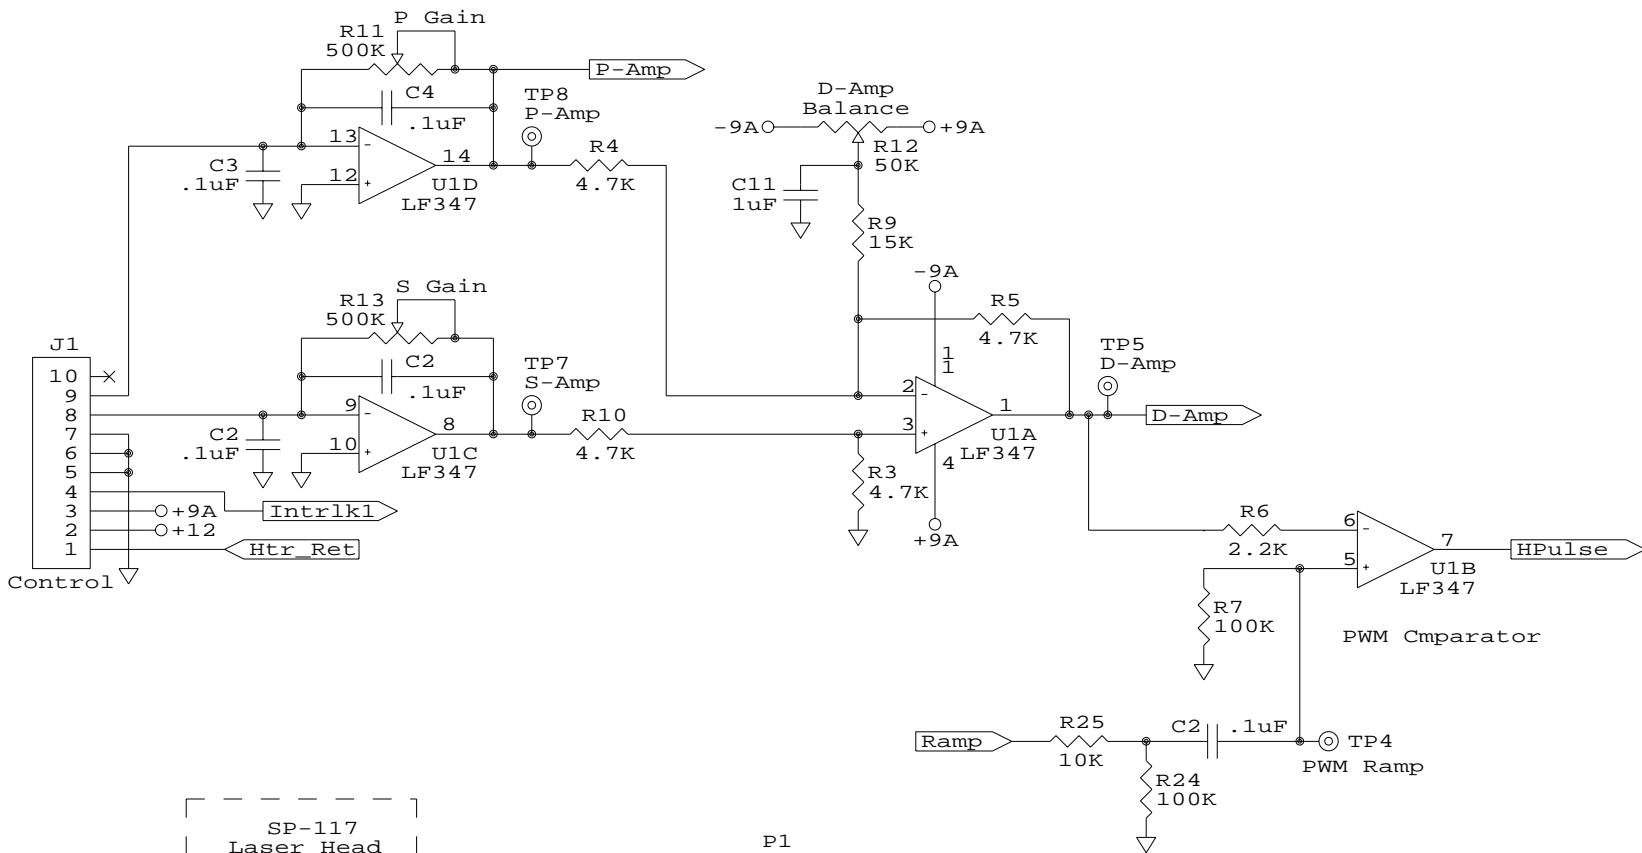 P Gain
R11
500K
P-Amp
C4
.1uF
TP8
P-Amp
D-Amp
Balance
-9A
+9A
R12
50K
13
14
12
C3
.1uF
U1D
LF347
R4
4.7K
C11
1uF
R9
15K
S Gain
R13
500K
-9A
R5
4.7K
J1
C2
.1uF
TP7
S-Amp
1
1
TP5
D-Amp
10
9
8
7
6
5
4
3
2
1
9
8
10
C2
.1uF
U1C
LF347
R10
4.7K
2
3
1
4
U1A
LF347
D-Amp
R3
4.7K
+9A
+9A
+12
Intrlk1
Htr_Ret
Control
R6
2.2K
6
5
7
U1B
LF347
HPulse
R7
100K
PWM Cmparator
Ramp
R25
10K
C2
.1uF
TP4
PWM Ramp
R24
100K
SP-117
Laser Head
P1